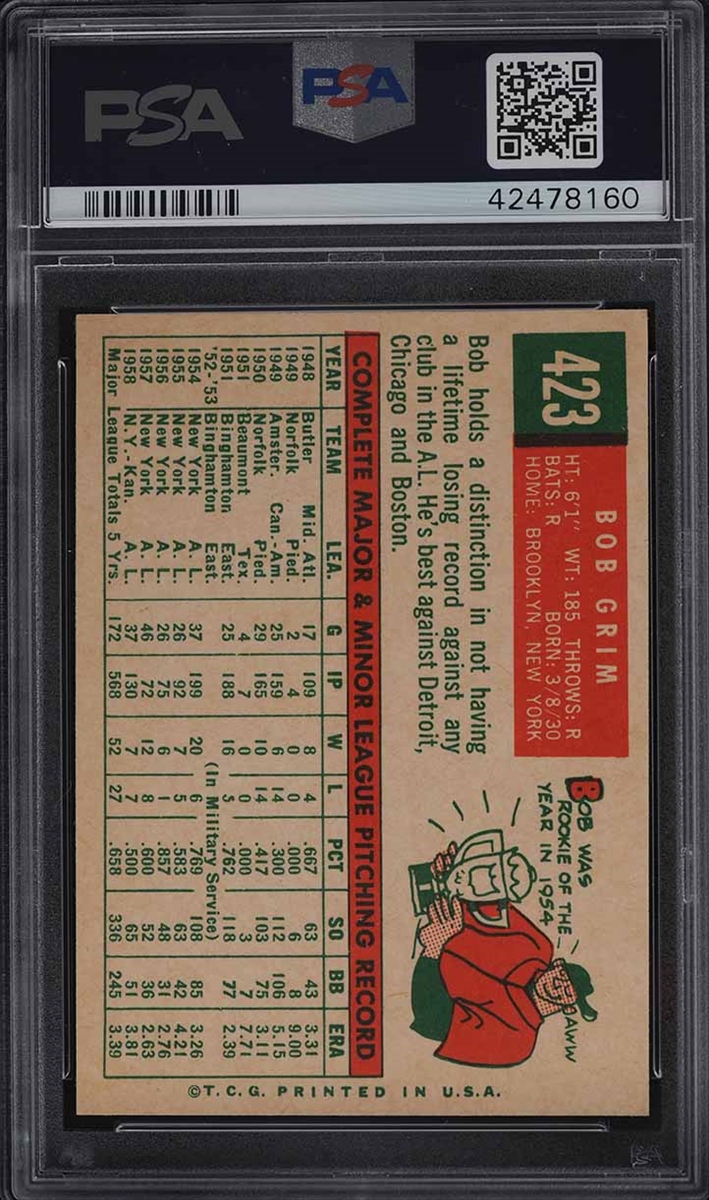 PSA
PSA
42478160
423
BOB GRIM
HT: 6'1" WT: 185 THROWS: R
BATS: R BORN: 3/8/30
HOME: BROOKLYN, NEW YORK
Bob holds a distinction in not having
a lifetime losing record against any
club in the A.L. He's best against Detroit,
Chicago and Boston.
BOB WAS
ROOKIE OF THE
YEAR IN 1954
AWW
COMPLETE MAJOR & MINOR LEAGUE PITCHING RECORD
YEAR TEAM LEA. G IP W L PCT SO BB ERA
1948 Butler Mid. Atl. 17 109 8 4 .667 63 43 3.31
1949 Norfolk Pied. 2 4 0 0 .000 6 8 9.00
1949 Amster. Can.-Am. 25 159 6 14 .300 112 106 5.15
1950 Norfolk Pied. 29 165 10 14 .417 103 75 3.11
1951 Beaumont Tex. 4 7 0 0 .000 3 7 7.71
1951 Binghamton East. 25 188 16 5 .762 118 77 2.39
'52-'53 Binghamton East. (In Military Service)
1954 New York A. L. 37 199 20 6 .769 108 85 3.26
1955 New York A. L. 26 92 7 5 .583 63 42 4.21
1956 New York A. L. 26 75 6 1 .857 48 31 2.76
1957 New York A. L. 46 72 12 8 .600 52 36 2.63
1958 N.Y.-Kan. A. L. 37 130 7 7 .500 65 51 3.81
Major League Totals 5 Yrs. 172 568 52 27 .658 336 245 3.39
©T.C.G. PRINTED IN U.S.A.
PSA